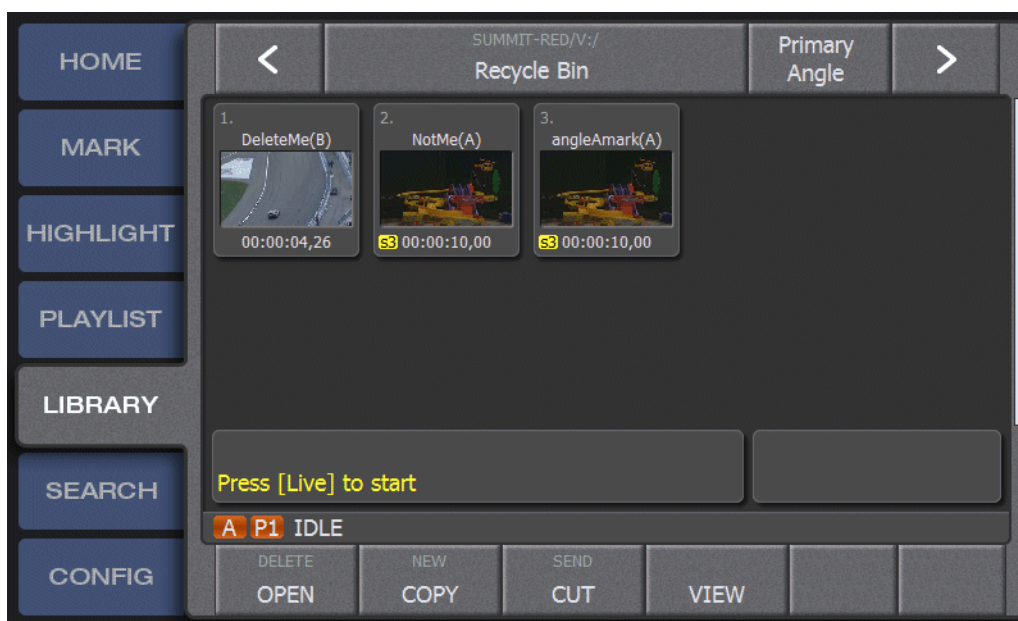 HOME
MARK
HIGHLIGHT
PLAYLIST
LIBRARY
SEARCH
CONFIG
<
SUMMIT-RED/V:/
Recycle Bin
Primary
Angle
>
1.
DeleteMe(B)
00:00:04,26
2.
NotMe(A)
s3 00:00:10,00
3.
angleAmark(A)
s3 00:00:10,00
Press [Live] to start
A P1 IDLE
DELETE
OPEN
NEW
COPY
SEND
CUT
VIEW